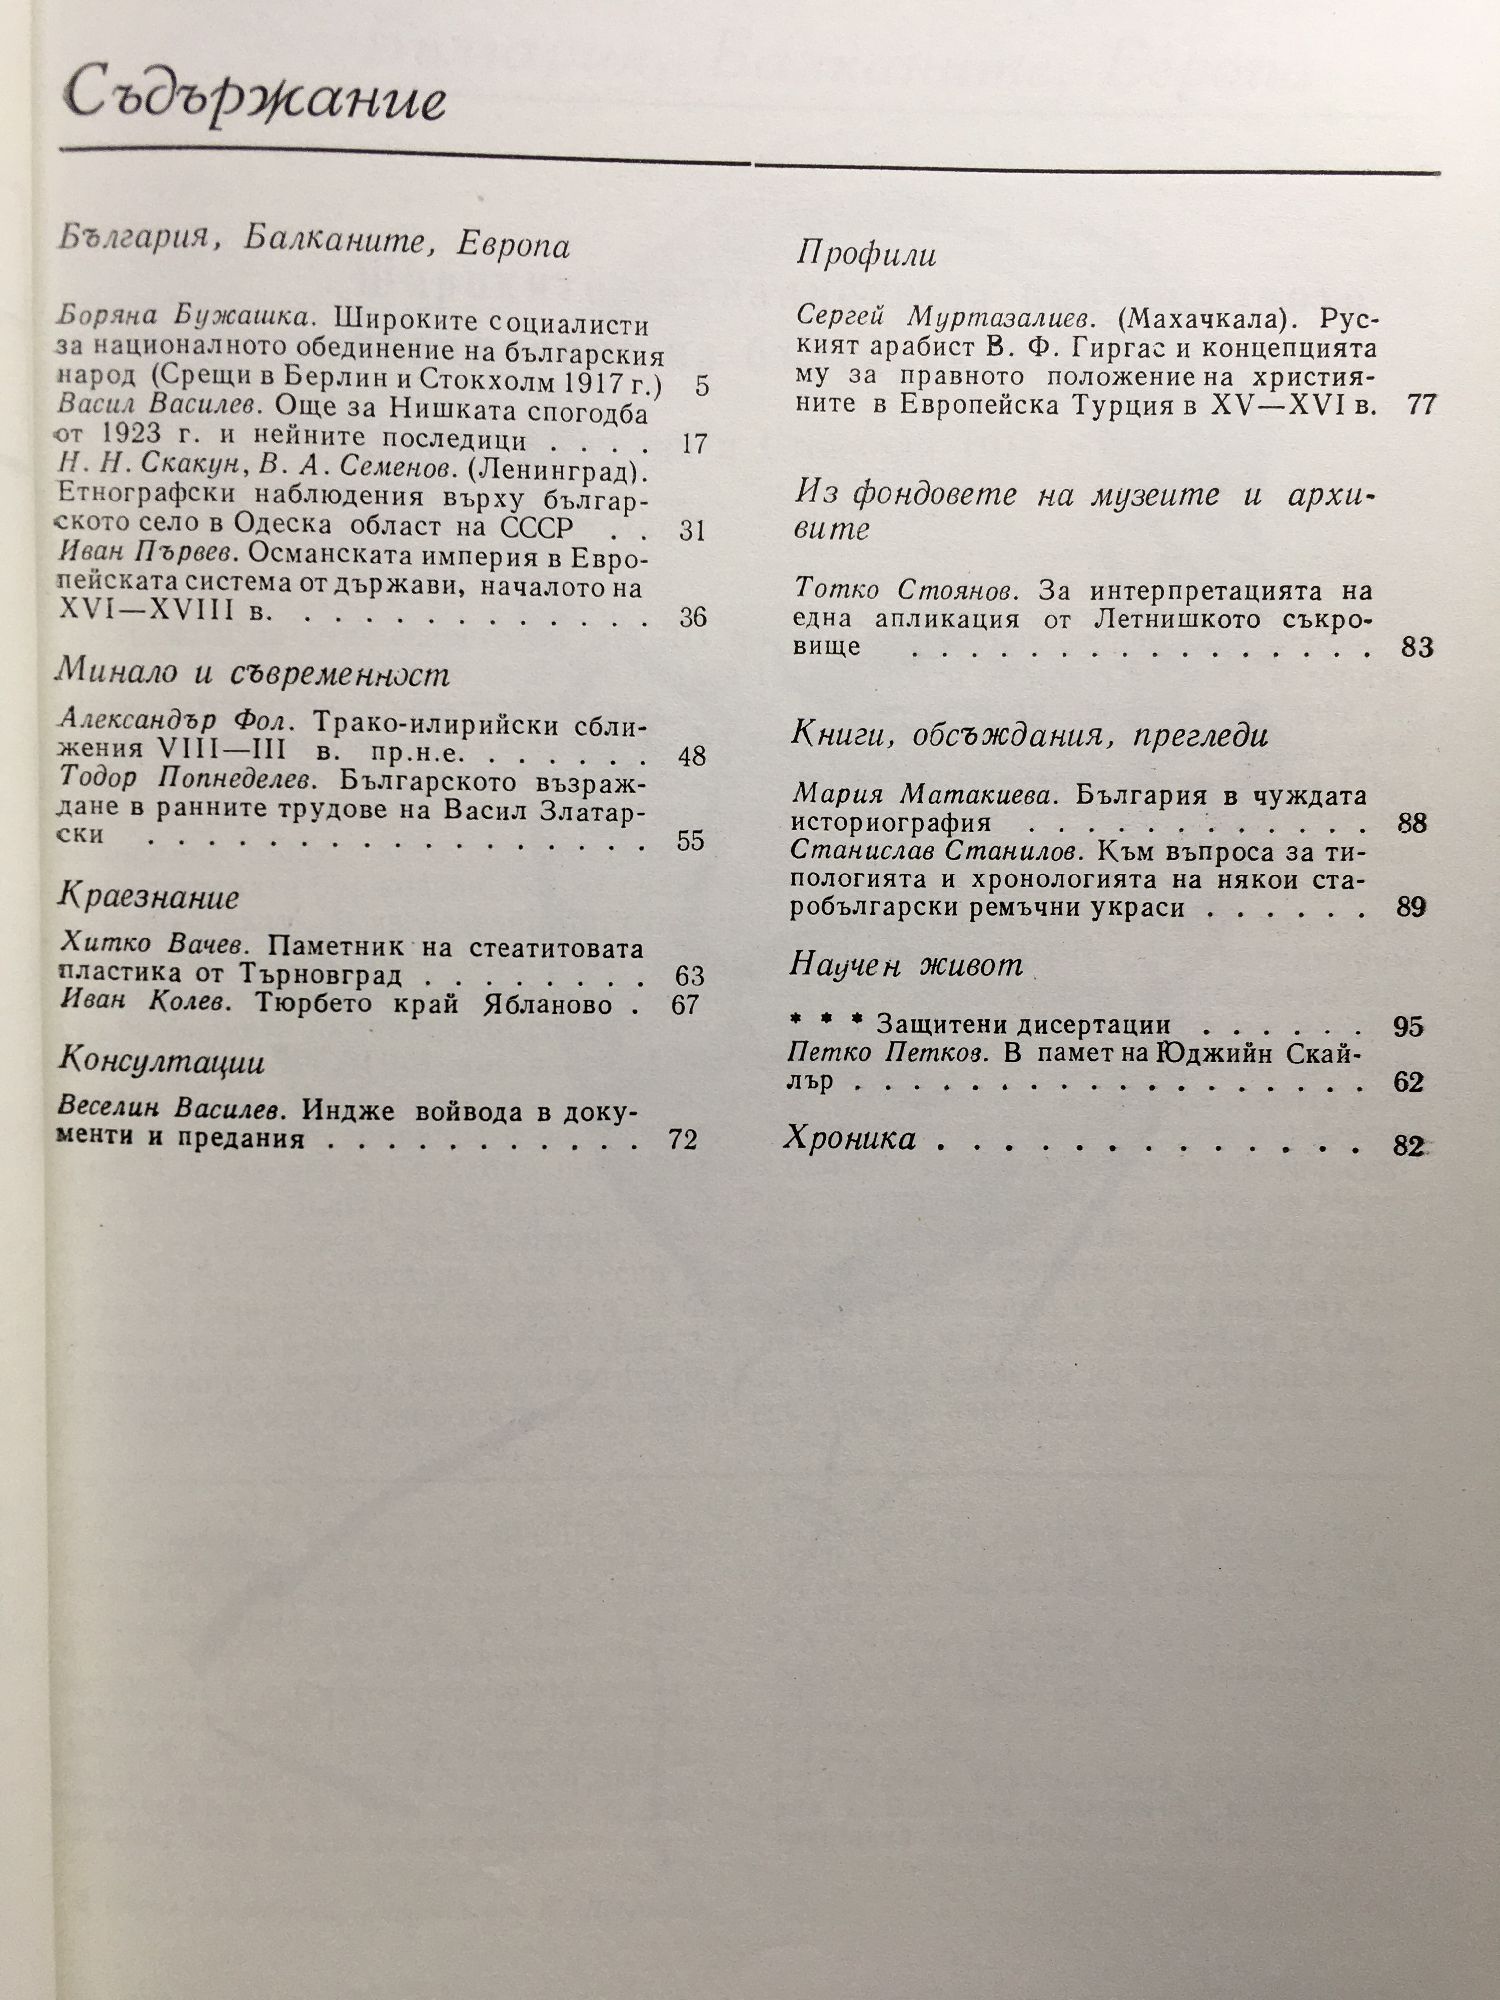 Съдържание
България, Балканите, Европа
Боряна Бужашка. Широките социалисти
за националното обединение на българския
народ (Срещи в Берлин и Стокхолм 1917 г.) 5
Васил Василев. Още за Нишката спогодба
от 1923 г. и нейните последици . . . . 17
Н. Н. Скакун, В. А. Семенов. (Ленинград).
Етнографски наблюдения върху българ-
ското село в Одеска област на СССР . . 31
Иван Първев. Османската империя в Евро-
пейската система от държави, началото на
XVI—XVIII в. . . . . . . . . . . . . 36
Минало и съвременност
Александър Фол. Трако-илирийски сбли-
жения VIII—III в. пр.н.е. . . . . . . 48
Тодор Попнеделев. Българското възраж-
дане в ранните трудове на Васил Златар-
ски . . . . . . . . . . . . . . . . . 55
Краезнание
Хитко Вачев. Паметник на стеатитовата
пластика от Търновград . . . . . . . . 63
Иван Колев. Тюрбето край Ябланово . 67
Консултации
Веселин Василев. Индже войвода в доку-
менти и предания . . . . . . . . . . . 72
Профили
Сергей Муртазалиев. (Махачкала). Рус-
кият арабист В. Ф. Гиргас и концепцията
му за правното положение на христия-
ните в Европейска Турция в XV—XVI в. 77
Из фондовете на музеите и архи-
вите
Тотко Стоянов. За интерпретацията на
една апликация от Летнишкото съкро-
вище . . . . . . . . . . . . . . . . 83
Книги, обсъждания, прегледи
Мария Матакиева. България в чуждата
историография . . . . . . . . . . . . 88
Станислав Станилов. Към въпроса за ти-
пологията и хронологията на някои ста-
робългарски ремъчни украси . . . . . . 89
Научен живот
* * * Защитени дисертации . . . . . . 95
Петко Петков. В памет на Юджийн Скай-
лър . . . . . . . . . . . . . . . . . 62
Хроника . . . . . . . . . . . . . 82